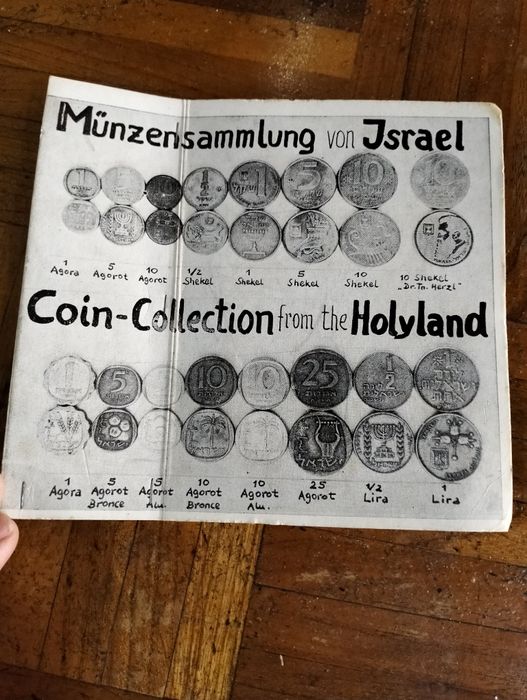 Münzensammlung von Israel
1 Agora
5 Agorot
10 Agorot
1/2 Shekel
1 Shekel
5 Shekel
10 Shekel
10 Shekel „Dr. Th. Herzl"
Coin-Collection from the Holyland
1 Agora
5 Agorot Bronce
5 Agorot Alu.
10 Agorot Bronce
10 Agorot Alu.
25 Agorot
1/2 Lira
1 Lira